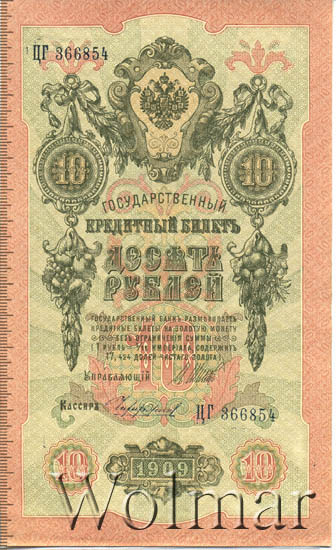 ЦГ 366854
10 10
ГОСУДАРСТВЕННЫЙ
КРЕДИТНЫЙ БИЛЕТЪ
ДЕСЯТЬ
РУБЛЕЙ
ГОСУДАРСТВЕННЫЙ БАНКЪ РАЗМѢНИВАЕТЪ
КРЕДИТНЫЕ БИЛЕТЫ НА ЗОЛОТУЮ МОНЕТУ
БЕЗЪ ОГРАНИЧЕНІЯ СУММЫ
(1 РУБЛЬ = 1/15 ИМПЕРІАЛА, СОДЕРЖИТЪ
17,424 ДОЛЕЙ ЧИСТАГО ЗОЛОТА)
Управляющій
10
Кассиръ
ЦГ 366854
10 1909 10
Wolmar